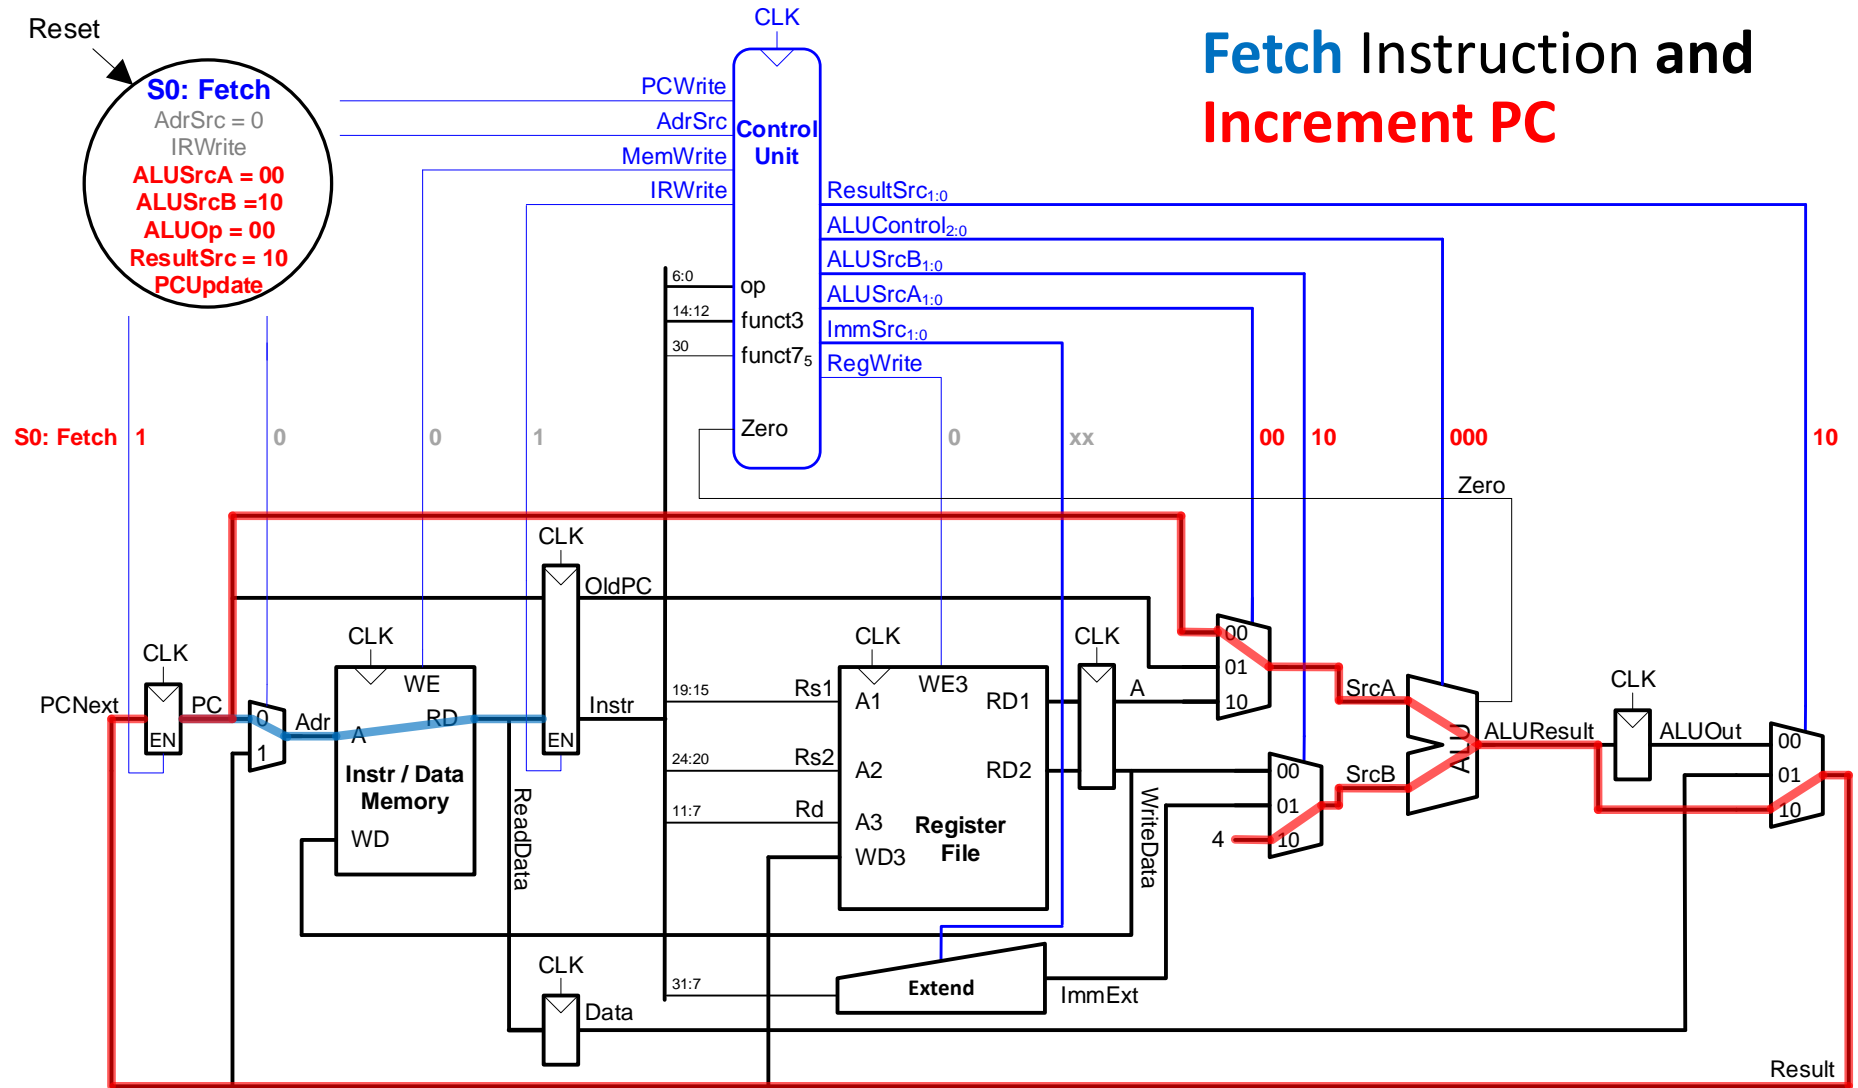 Reset
CLK
Fetch Instruction and
Increment PC
S0: Fetch
AdrSrc = 0
IRWrite
ALUSrcA = 00
ALUSrcB =10
ALUOp = 00
ResultSrc = 10
PCUpdate
PCWrite
AdrSrc
MemWrite
IRWrite
Control
Unit
ResultSrc1:0
ALUControl2:0
ALUSrcB1:0
ALUSrcA1:0
ImmSrc1:0
RegWrite
6:0
op
14:12
funct3
30
funct75
Zero
S0: Fetch 1 0 0 1 0 xx 00 10 000 10
Zero
CLK
OldPC
CLK
CLK
CLK
CLK
CLK
PCNext
PC
EN
0
1
Adr
WE
A
RD
Instr / Data
Memory
WD
ReadData
EN
Instr
19:15
Rs1
A1
WE3
RD1
A
24:20
Rs2
A2
RD2
11:7
Rd
A3
WD3
Register
File
WriteData
00
01
10
SrcA
00
01
10
4
SrcB
ALU
ALUResult
ALUOut
00
01
10
CLK
Data
31:7
Extend
ImmExt
Result